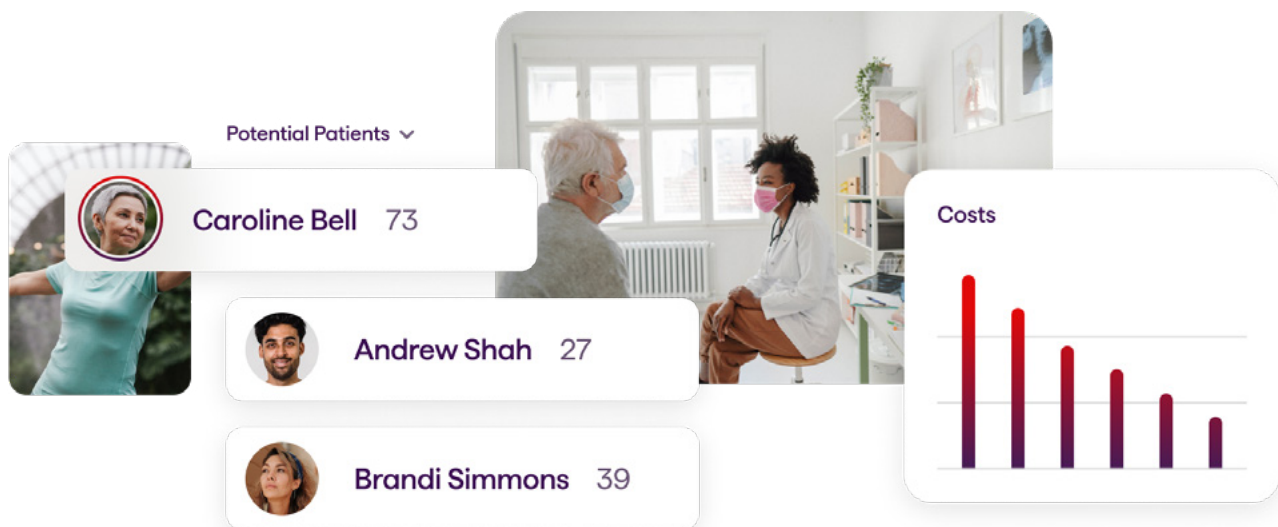 Potential Patients
Caroline Bell 73
Costs
Andrew Shah 27
Brandi Simmons 39